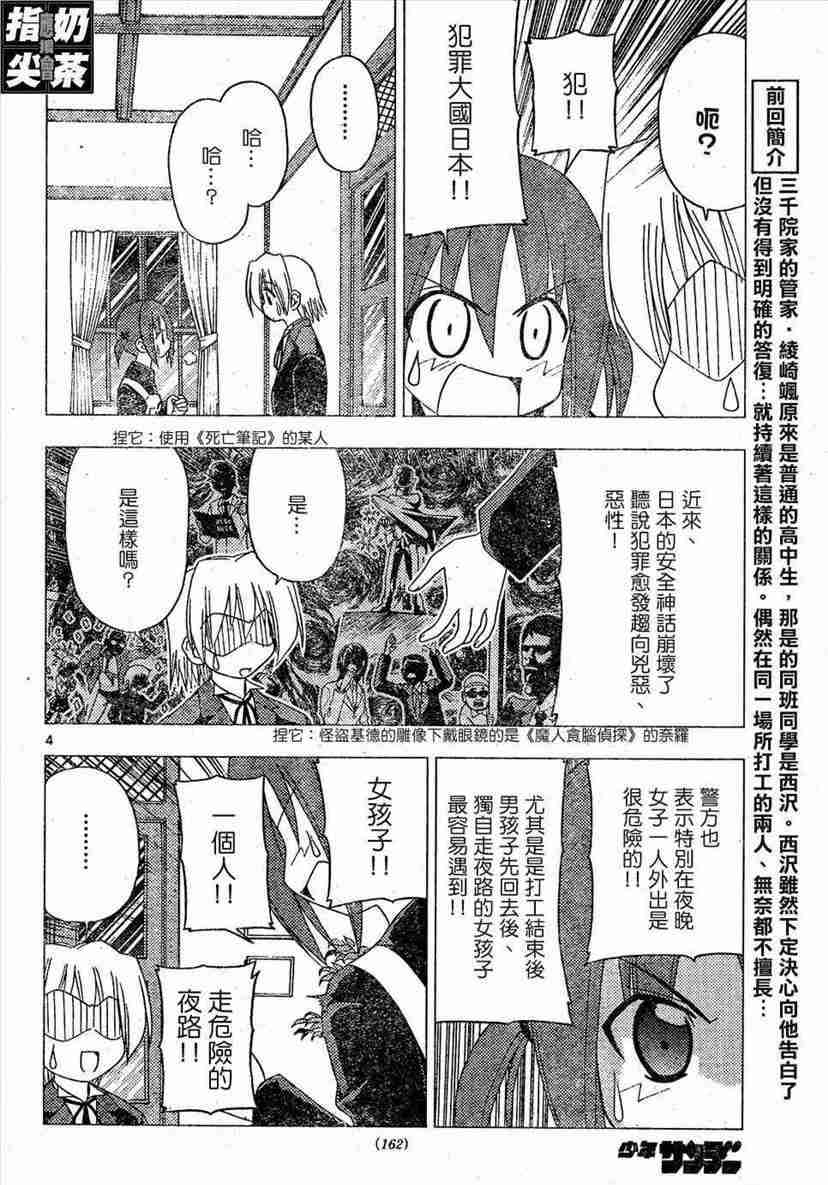 指尖
奶茶
前回簡介
三千院家的管家・綾崎颯原來是普通的高中生，那是的同班同學是西沢。西沢雖然下定決心向他告白了
但沒有得到明確的答復…就持續著這樣的關係。偶然在同一場所打工的兩人、無奈都不擅長…
呃？
犯!!
犯罪大國日本!!
………
哈…
哈…？
捏它：使用《死亡筆記》的某人
近來、
日本的安全神話崩壞了
聽說犯罪愈發趨向兇惡、
惡性！
是…
是這樣嗎？
捏它：怪盜基德的雕像下戴眼鏡的是《魔人貪腦偵探》的奈羅
4
警方也
表示特別在夜晚
女子一人外出是
很危險的!!
尤其是是打工結束後
男孩子先回去後、
獨自走夜路的女孩子
最容易遇到!!
女孩子!!
一個人!!
走危險的
夜路!!
………
(162)
少年サンデー